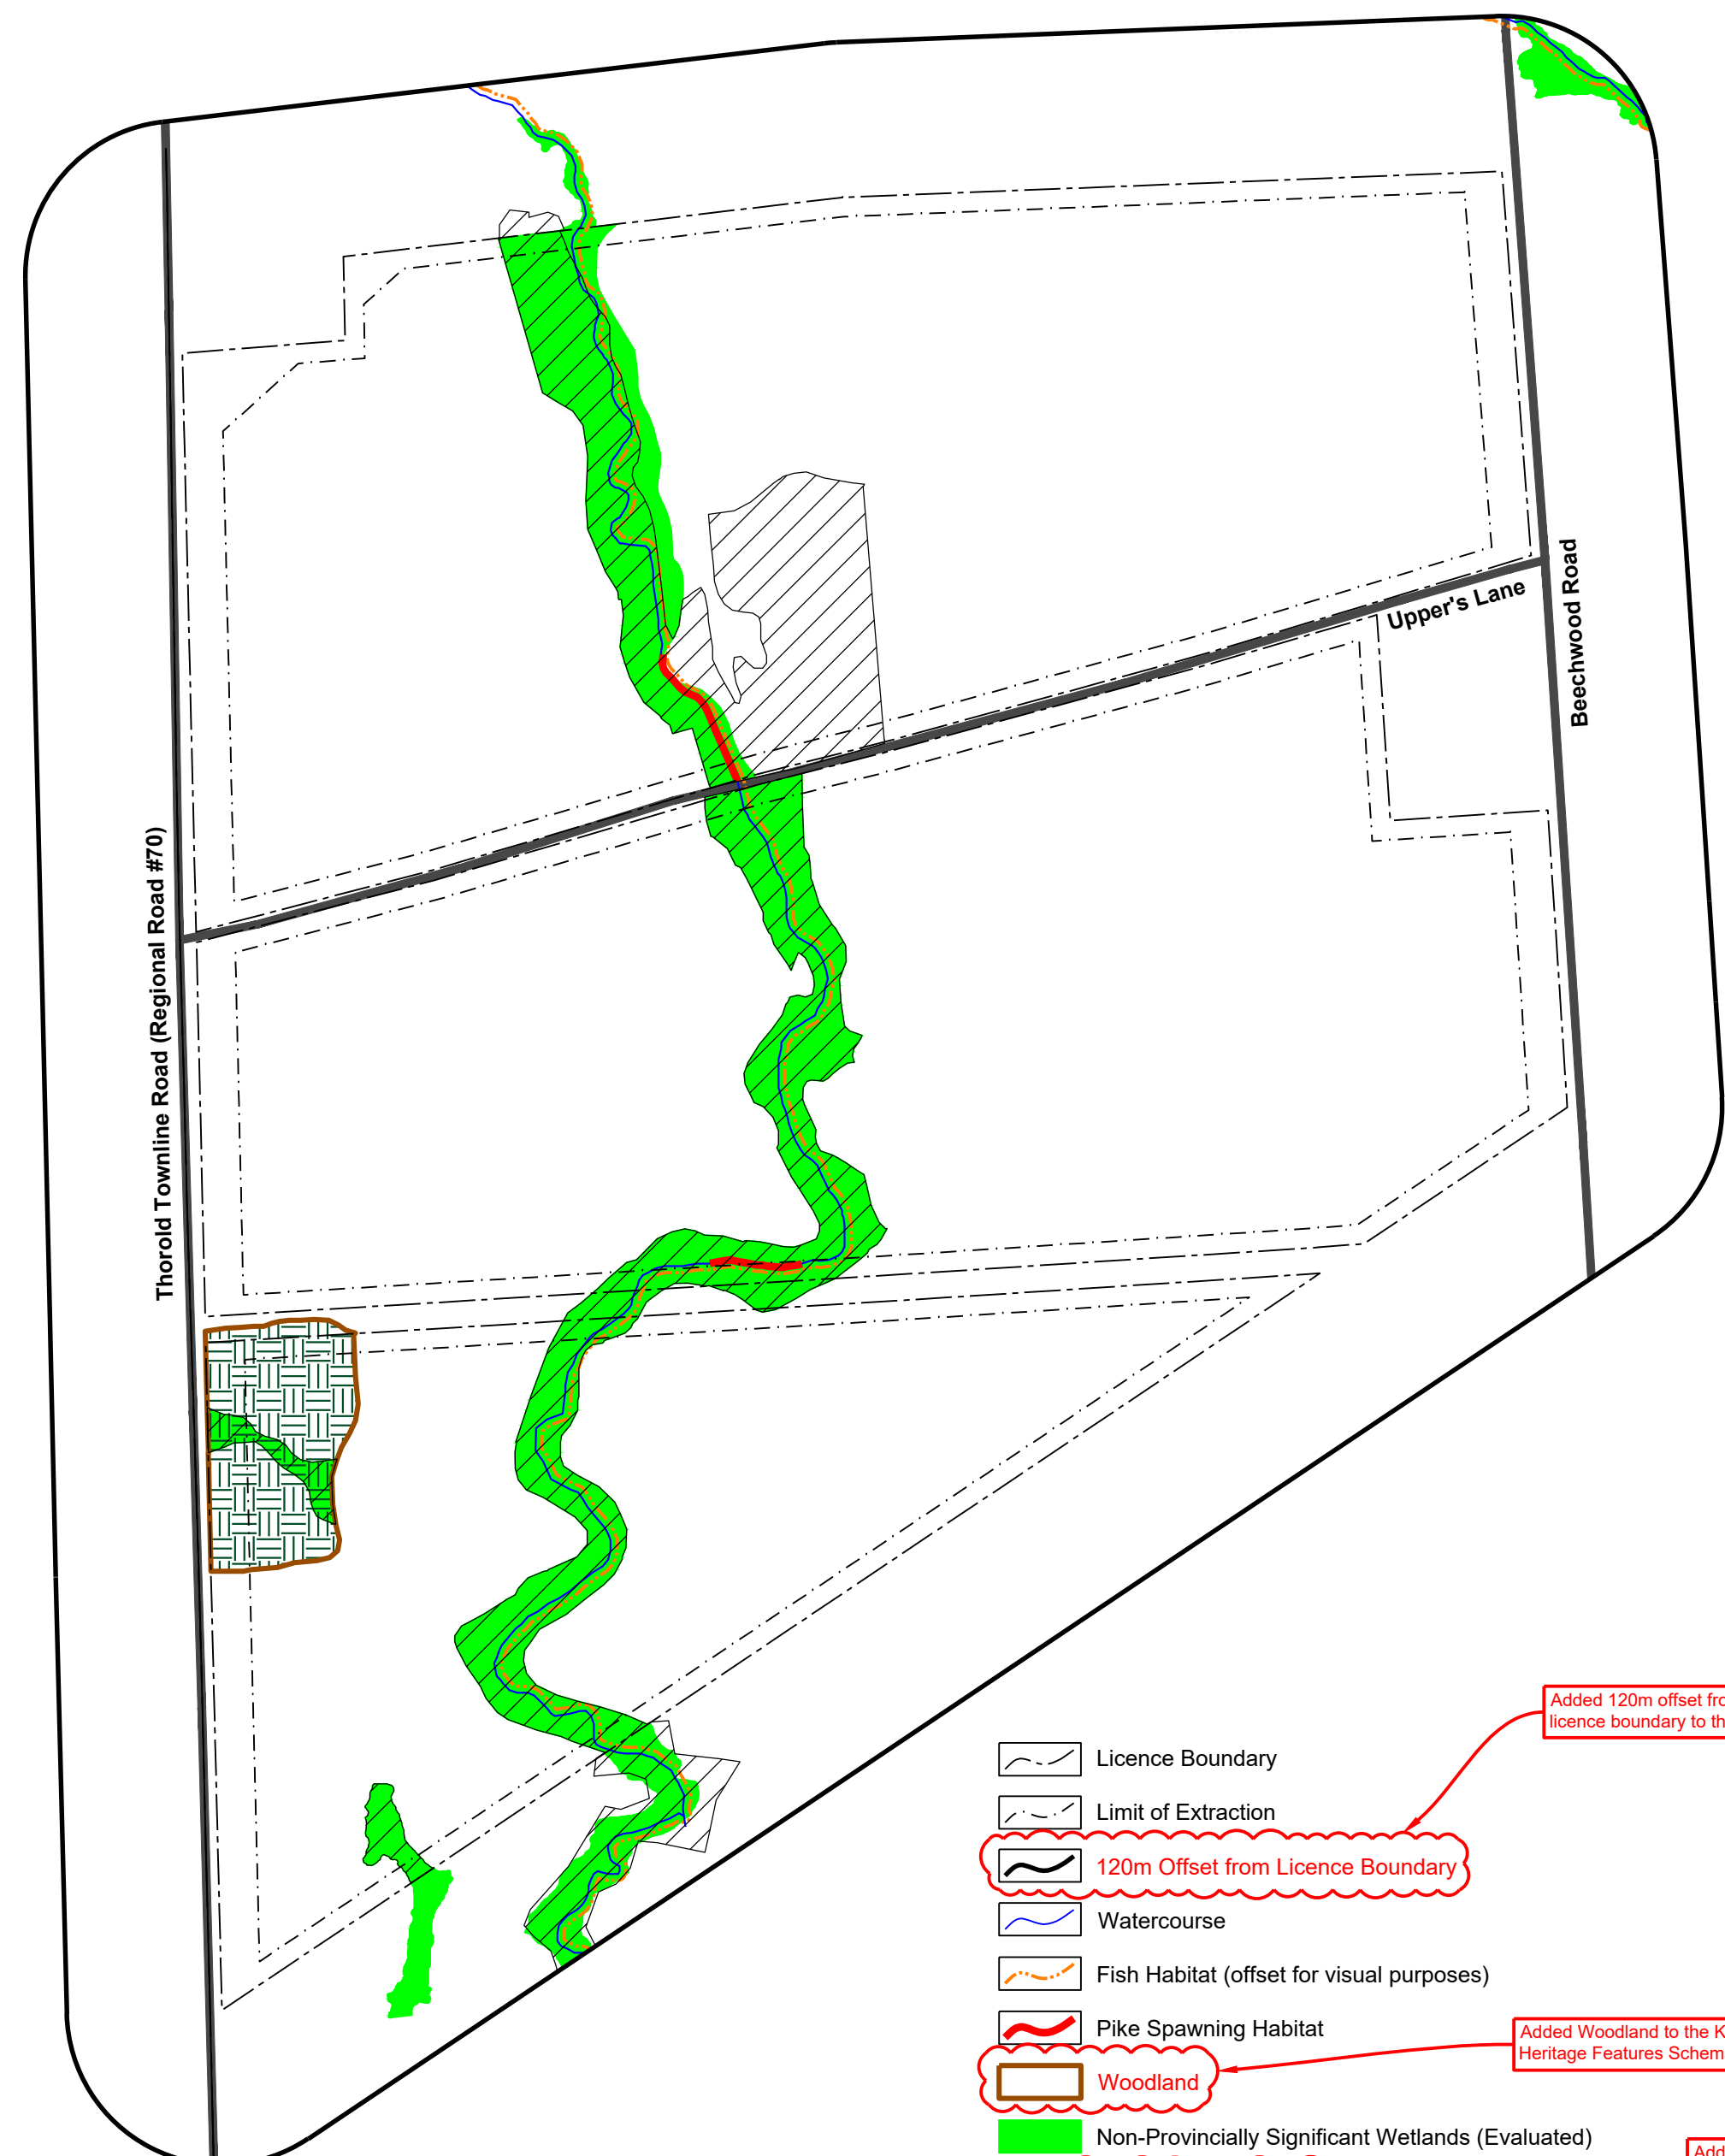 Upper's Lane
Beechwood Road
Thorold Townline Road (Regional Road #70)
Added 120m offset fro
licence boundary to th
Licence Boundary
Limit of Extraction
120m Offset from Licence Boundary
Watercourse
Fish Habitat (offset for visual purposes)
Pike Spawning Habitat
Added Woodland to the K
Heritage Features Schem
Woodland
Non-Provincially Significant Wetlands (Evaluated)
Add